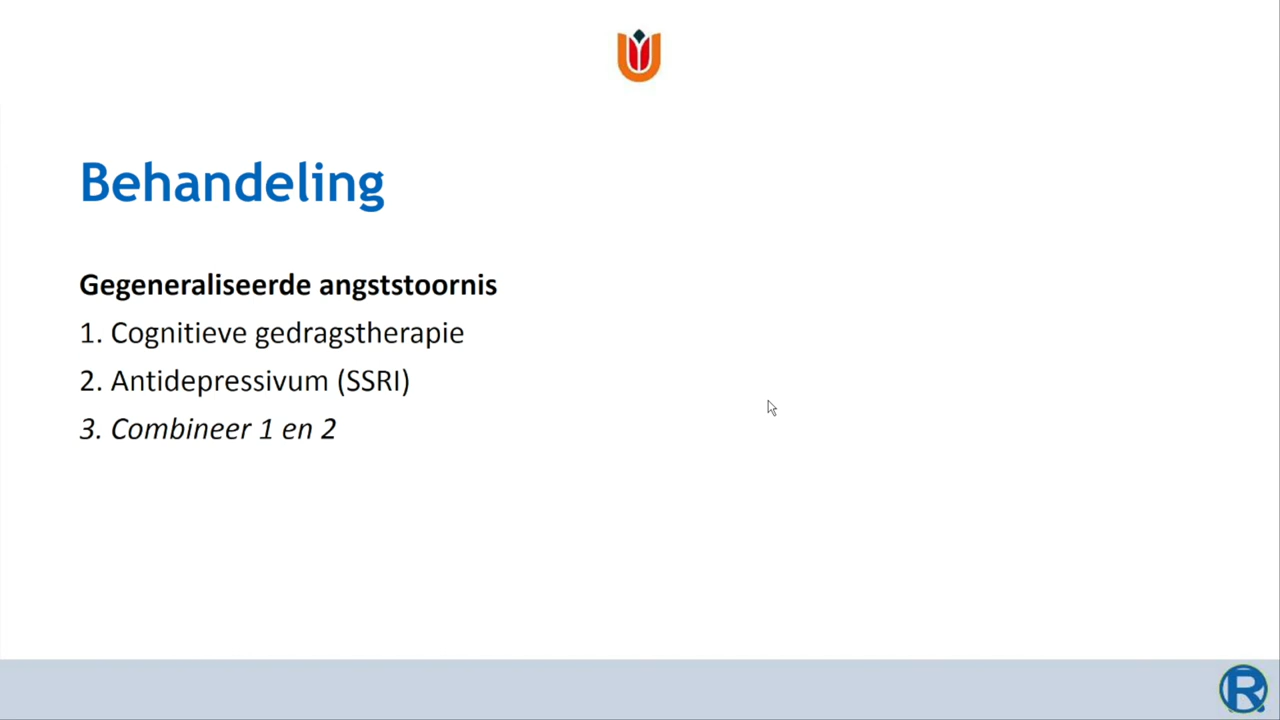 Behandeling
Gegeneraliseerde angststoornis
1. Cognitieve gedragstherapie
2. Antidepressivum (SSRI)
3. Combineer 1 en 2
R